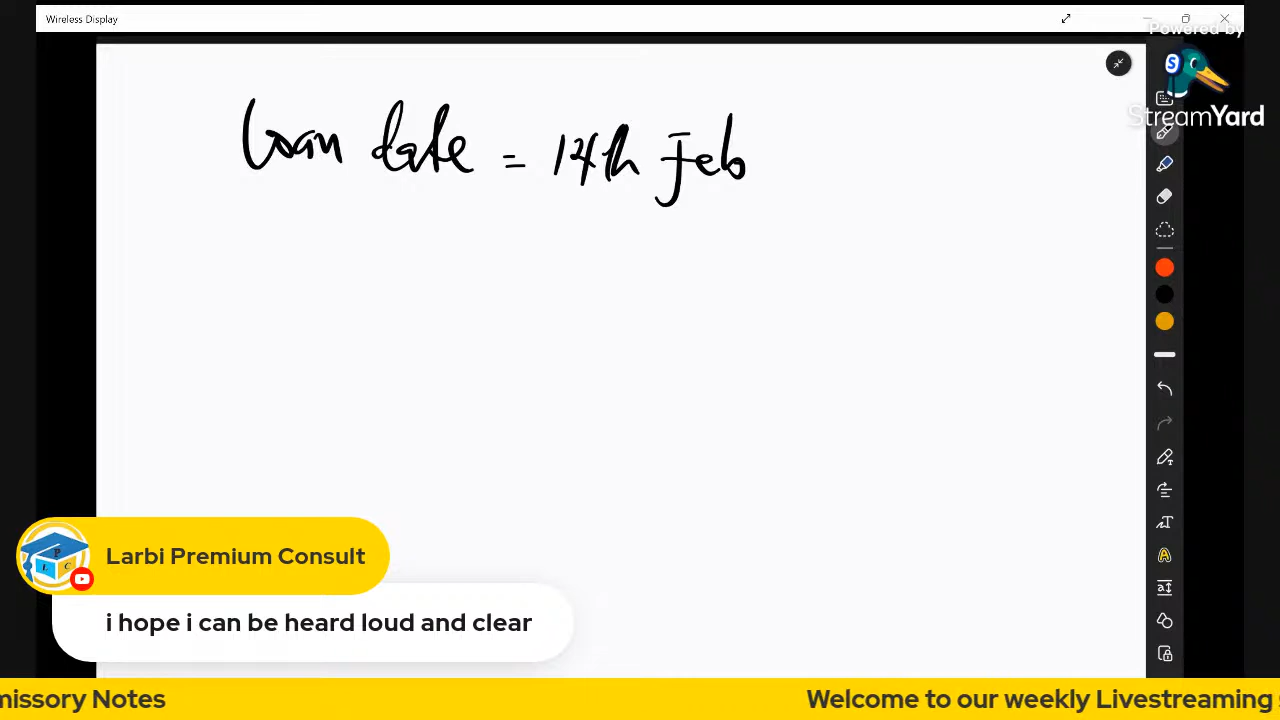 Wireless Display
Powered by
S
StreamYard
Loan date = 14th Feb
P
L C
Larbi Premium Consult
i hope i can be heard loud and clear
missory Notes
Welcome to our weekly Livestreaming